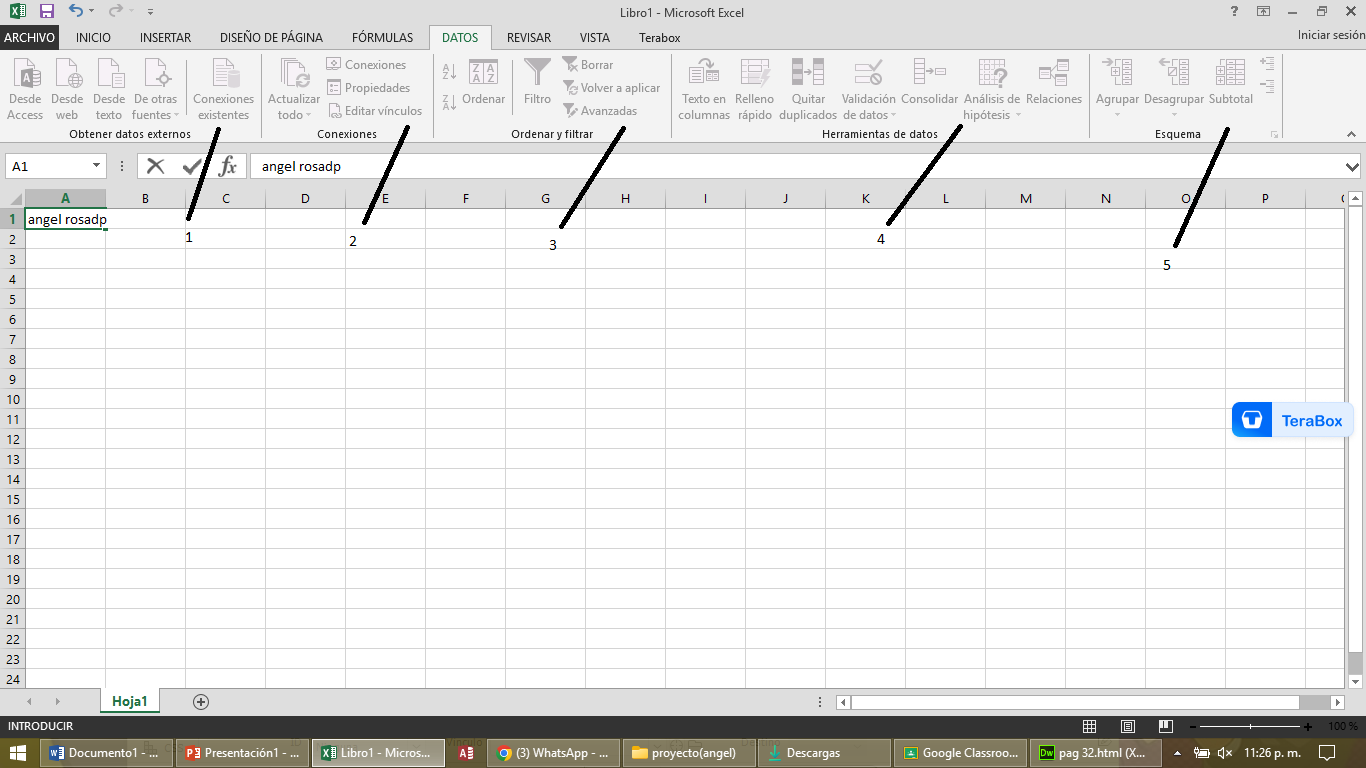 Libro1 - Microsoft Excel
ARCHIVO INICIO INSERTAR DISEÑO DE PÁGINA FÓRMULAS DATOS REVISAR VISTA Terabox Iniciar sesión
Desde Access
Desde web
Desde texto
De otras fuentes
Conexiones existentes
Obtener datos externos
Actualizar todo
Conexiones
Propiedades
Editar vínculos
Conexiones
A Z
Z A
Z A A Z
Ordenar
Filtro
Borrar
Volver a aplicar
Avanzadas
Ordenar y filtrar
Texto en columnas
Relleno rápido
Quitar duplicados
Validación de datos
Consolidar
Análisis de hipótesis
Relaciones
Herramientas de datos
Agrupar
Desagrupar
Subtotal
Esquema
A1 fx angel rosadp
A B C D E F G H I J K L M N O P
1 angel rosadp
1 2 3 4 5
2
3
4
5
6
7
8
9
10
11
12
13
14
15
16
17
18
19
20
21
22
23
24
TeraBox
Hoja1
INTRODUCIR 100 %
Documento1 - ... Presentación1 - ... Libro1 - Micros... (3) WhatsApp - ... proyecto(angel) Descargas Google Classroo... pag 32.html (X... 11:26 p. m.